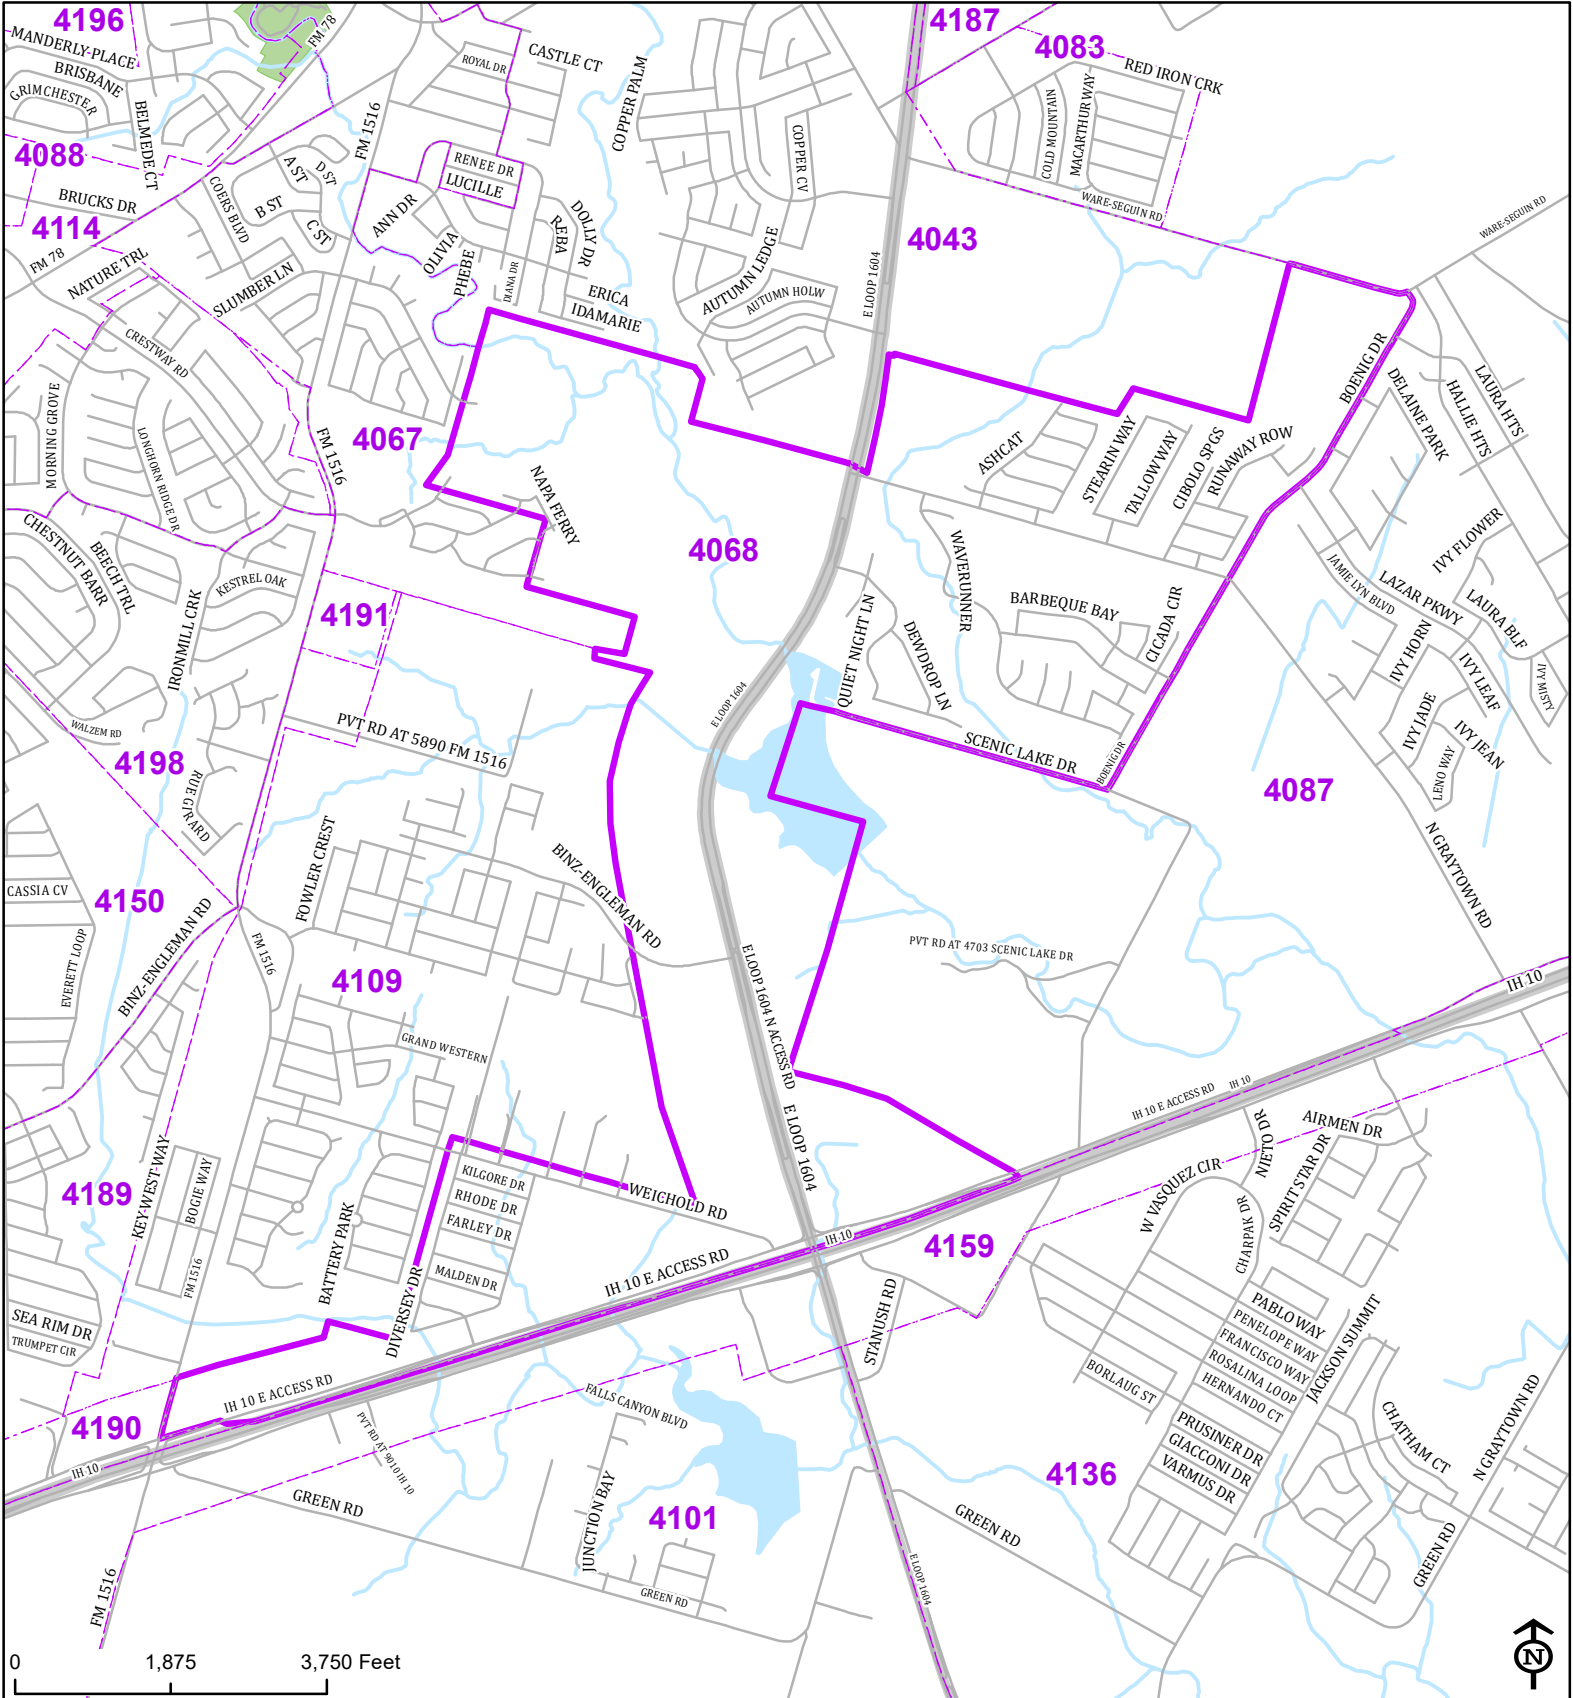 4196
4187
4083
FM 78
MANDERLY PLACE
BRISBANE
GRIMCHESTER
BELMEDE CT
ROYAL DR
CASTLE CT
COPPER PALM
RED IRON CRK
COLD MOUNTAIN
MACARTHUR WAY
FM 1516
COPPER CV
4088
A ST
D ST
B ST
C ST
COERS BLVD
RENEE DR
LUCILLE
BRUCKS DR
4114
FM 78
ANN DR
OLIVIA
PHEBE
DIANA DR
REBA
DOLLY DR
ERICA
IDAMARIE
AUTUMN LEDGE
AUTUMN HOLW
E LOOP 1604
4043
WARE-SEGUIN RD
WARE-SEGUIN RD
NATURE TRL
SLUMBER LN
CRESTWAY RD
MORNING GROVE
LONGHORN RIDGE DR
FM 1516
4067
BOENIG DR
DELAINE PARK
HALLIE HTS
LAURA HTS
NAPA FERRY
ASHCAT
STEARIN WAY
TALLOW WAY
CIBOLO SPGS
RUNAWAY ROW
CHESTNUT BARR
BEECH TRL
KESTREL OAK
IRONMILL CRK
4068
4191
WAVERUNNER
BARBEQUE BAY
CICADA CIR
IVY FLOWER
JAMIE LYN BLVD
LAZAR PKWY
LAURA BLF
IVY HORN
IVY LEAF
IVY MISTY
IVY JADE
IVY JEAN
LENO WAY
QUIET NIGHT LN
DEWDROP LN
E LOOP 1604
WALZEM RD
4198
PVT RD AT 5890 FM 1516
SCENIC LAKE DR
BOENIG DR
4087
RUE GIRARD
FOWLER CREST
BINZ-ENGLEMAN RD
N GRAYTOWN RD
CASSIA CV
4150
EVERETT LOOP
BINZ-ENGLEMAN RD
FM 1516
4109
E LOOP 1604 N ACCESS RD
PVT RD AT 4703 SCENIC LAKE DR
IH 10
GRAND WESTERN
IH 10 E ACCESS RD
IH 10
E LOOP 1604
AIRMEN DR
NIETO DR
SPIRIT STAR DR
W VASQUEZ CIR
CHARPAK DR
4189
KEY WEST WAY
BOGIE WAY
KILGORE DR
WEICHOLD RD
RHODE DR
FARLEY DR
MALDEN DR
BATTERY PARK
DIVERSEY DR
FM 1516
IH 10
4159
IH 10 E ACCESS RD
STANUSH RD
SEA RIM DR
TRUMPET CIR
PABLO WAY
PENELOPE WAY
FRANCISCO WAY
ROSALINA LOOP
HERNANDO CT
JACKSON SUMMIT
BORLAUG ST
CHATHAM CT
N GRAYTOWN RD
4190
IH 10 E ACCESS RD
IH 10
PVT RD AT 9010 IH 10
FALLS CANYON BLVD
PRUSINER DR
GIACCONI DR
VARMUS DR
4136
GREEN RD
JUNCTION BAY
4101
GREEN RD
GREEN RD
GREEN RD
E LOOP 1604
FM 1516
0
1,875
3,750 Feet
N